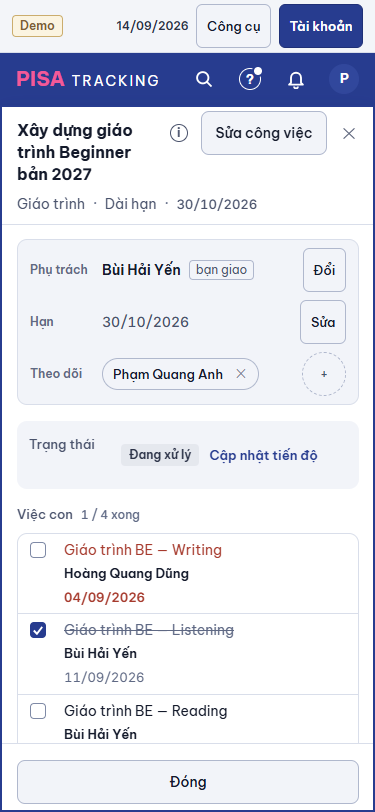 Demo
14/09/2026
Công cụ
Tài khoản
PISA TRACKING
?
P
Xây dựng giáo
trình Beginner
bản 2027
i
Sửa công việc
Giáo trình · Dài hạn · 30/10/2026
Phụ trách
Bùi Hải Yến
bạn giao
Đổi
Hạn
30/10/2026
Sửa
Theo dõi
Phạm Quang Anh
+
Trạng thái
Đang xử lý
Cập nhật tiến độ
Việc con 1 / 4 xong
Giáo trình BE — Writing
Hoàng Quang Dũng
04/09/2026
Giáo trình BE — Listening
Bùi Hải Yến
11/09/2026
Giáo trình BE — Reading
Bùi Hải Yến
Đóng